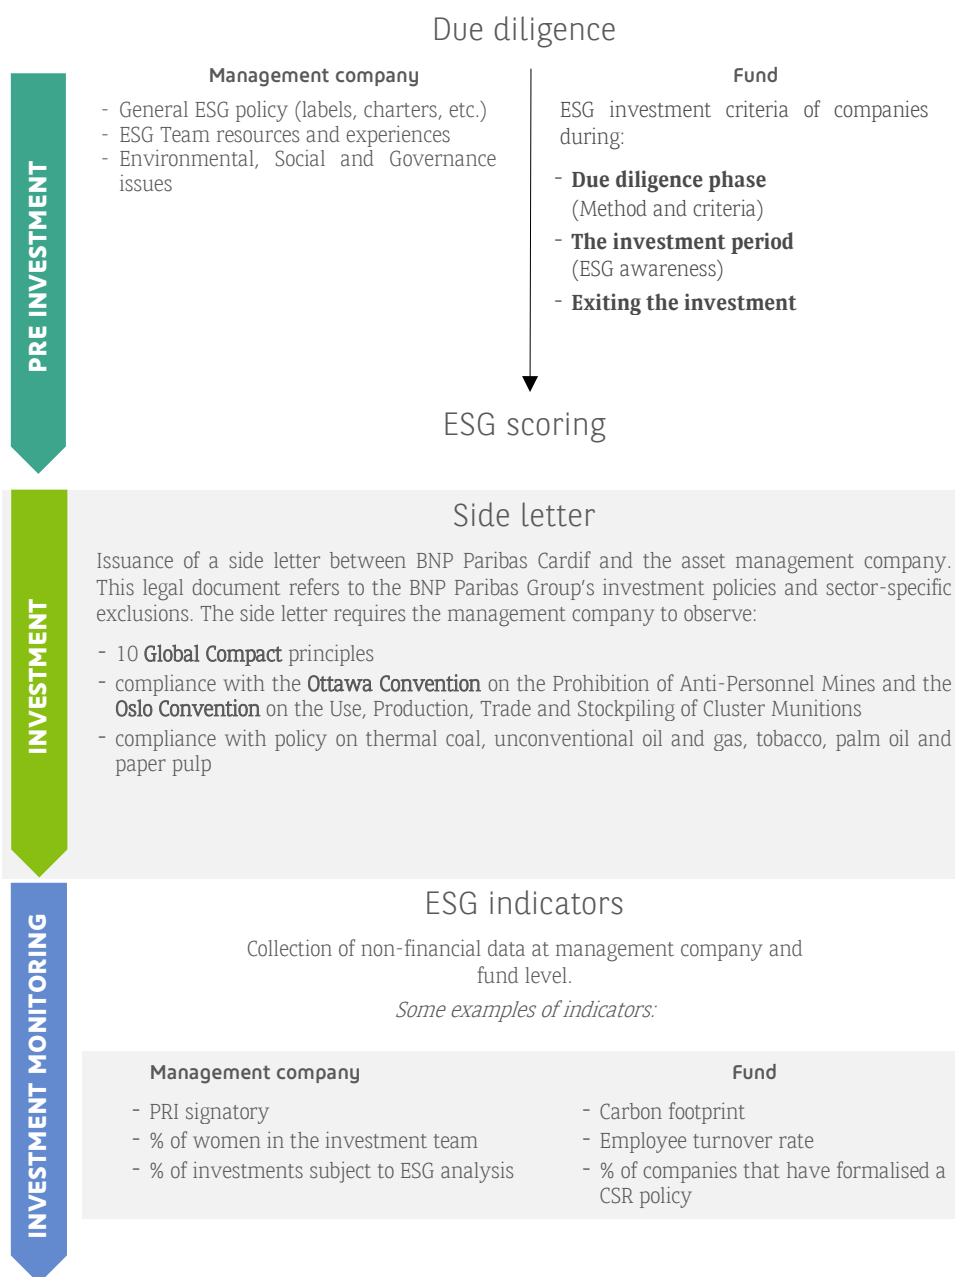 Due diligence
PRE INVESTMENT
Management company
- General ESG policy (labels, charters, etc.)
- ESG Team resources and experiences
- Environmental, Social and Governance
issues
Fund
ESG investment criteria of companies
during:
- Due diligence phase
(Method and criteria)
- The investment period
(ESG awareness)
- Exiting the investment
ESG scoring
INVESTMENT
Side letter
Issuance of a side letter between BNP Paribas Cardif and the asset management company.
This legal document refers to the BNP Paribas Group's investment policies and sector-specific
exclusions. The side letter requires the management company to observe:
- 10 Global Compact principles
- compliance with the Ottawa Convention on the Prohibition of Anti-Personnel Mines and the
Oslo Convention on the Use, Production, Trade and Stockpiling of Cluster Munitions
- compliance with policy on thermal coal, unconventional oil and gas, tobacco, palm oil and
paper pulp
INVESTMENT MONITORING
ESG indicators
Collection of non-financial data at management company and
fund level.
Some examples of indicators:
Management company
- PRI signatory
- % of women in the investment team
- % of investments subject to ESG analysis
Fund
- Carbon footprint
- Employee turnover rate
- % of companies that have formalised a
CSR policy